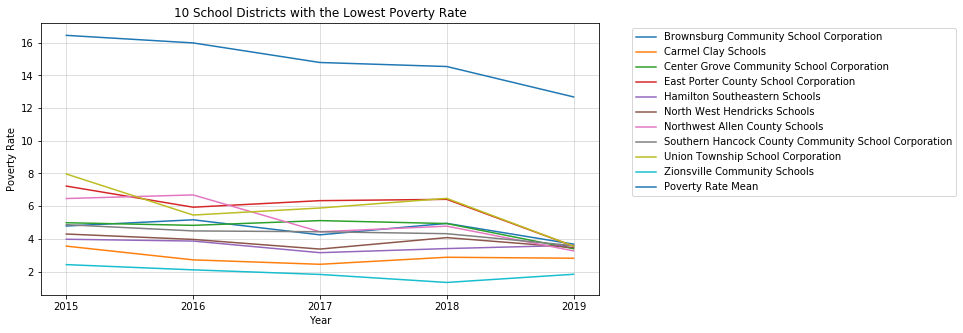 10 School Districts with the Lowest Poverty Rate
16
14
12
10
8
6
4
2
Poverty Rate
2015 2016 2017 2018 2019
Year
Brownsburg Community School Corporation
Carmel Clay Schools
Center Grove Community School Corporation
East Porter County School Corporation
Hamilton Southeastern Schools
North West Hendricks Schools
Northwest Allen County Schools
Southern Hancock County Community School Corporation
Union Township School Corporation
Zionsville Community Schools
Poverty Rate Mean